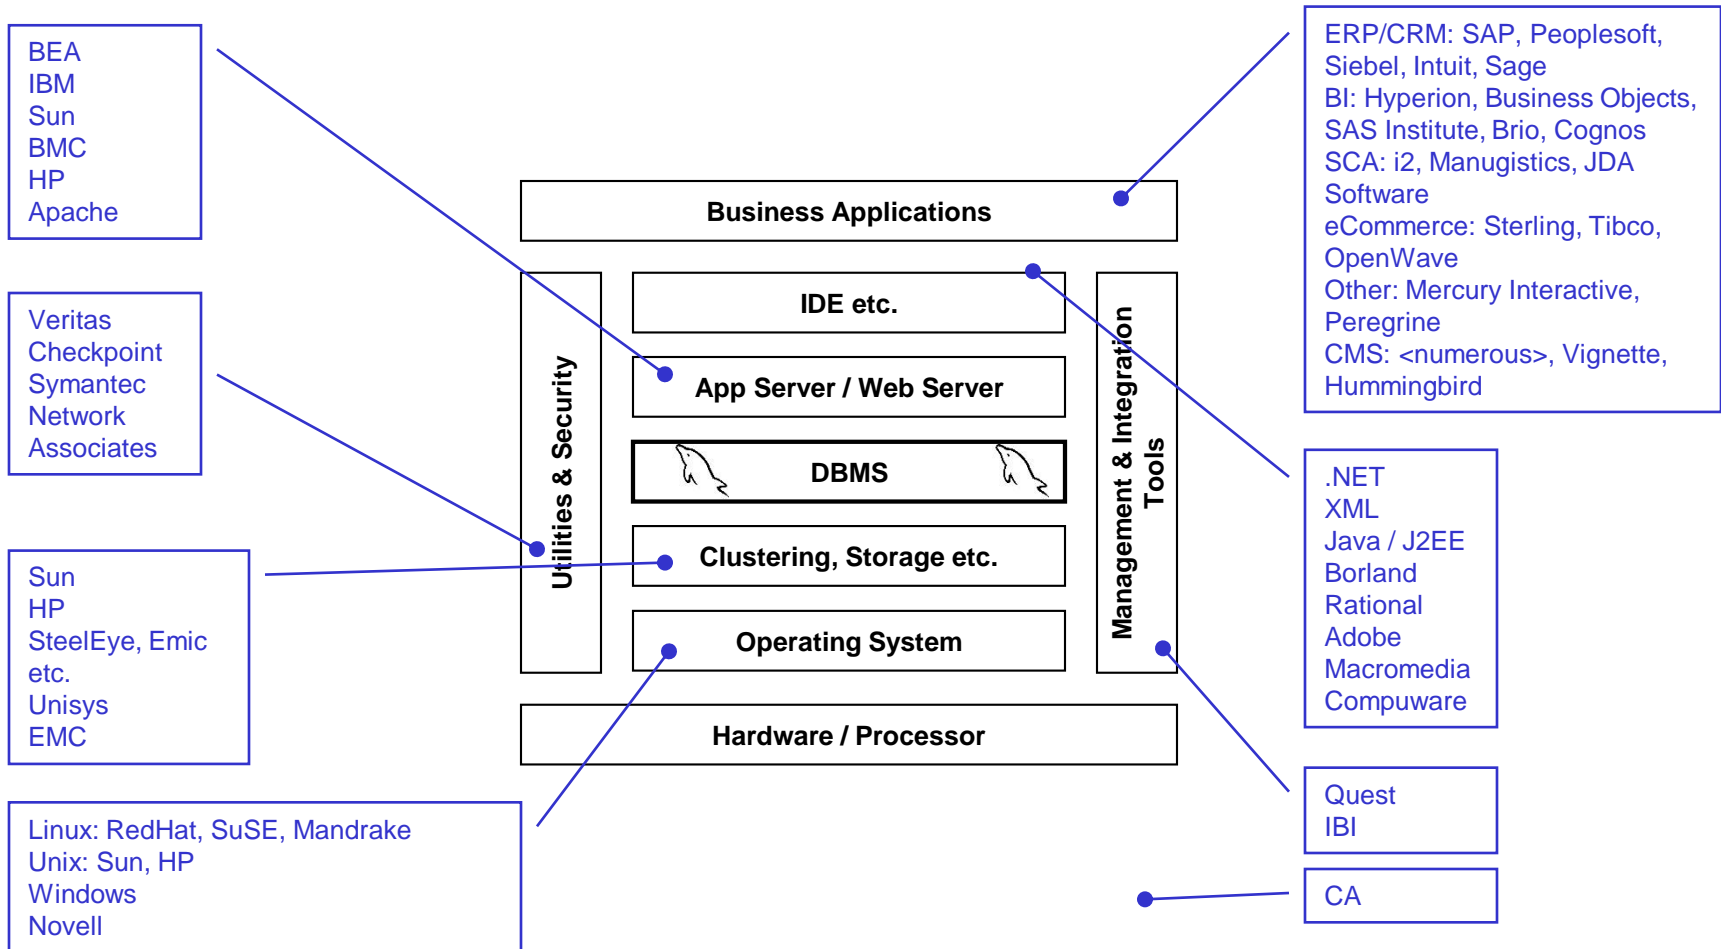 BEA
IBM
Sun
BMC
HP
Apache
Veritas
Checkpoint
Symantec
Network
Associates
Sun
HP
SteelEye, Emic
etc.
Unisys
EMC
Linux: RedHat, SuSE, Mandrake
Unix: Sun, HP
Windows
Novell
Business Applications
Utilities & Security
IDE etc.
App Server / Web Server
DBMS
Clustering, Storage etc.
Operating System
Management & Integration
Tools
Hardware / Processor
ERP/CRM: SAP, Peoplesoft,
Siebel, Intuit, Sage
BI: Hyperion, Business Objects,
SAS Institute, Brio, Cognos
SCA: i2, Manugistics, JDA
Software
eCommerce: Sterling, Tibco,
OpenWave
Other: Mercury Interactive,
Peregrine
CMS: <numerous>, Vignette,
Hummingbird
.NET
XML
Java / J2EE
Borland
Rational
Adobe
Macromedia
Compuware
Quest
IBI
CA